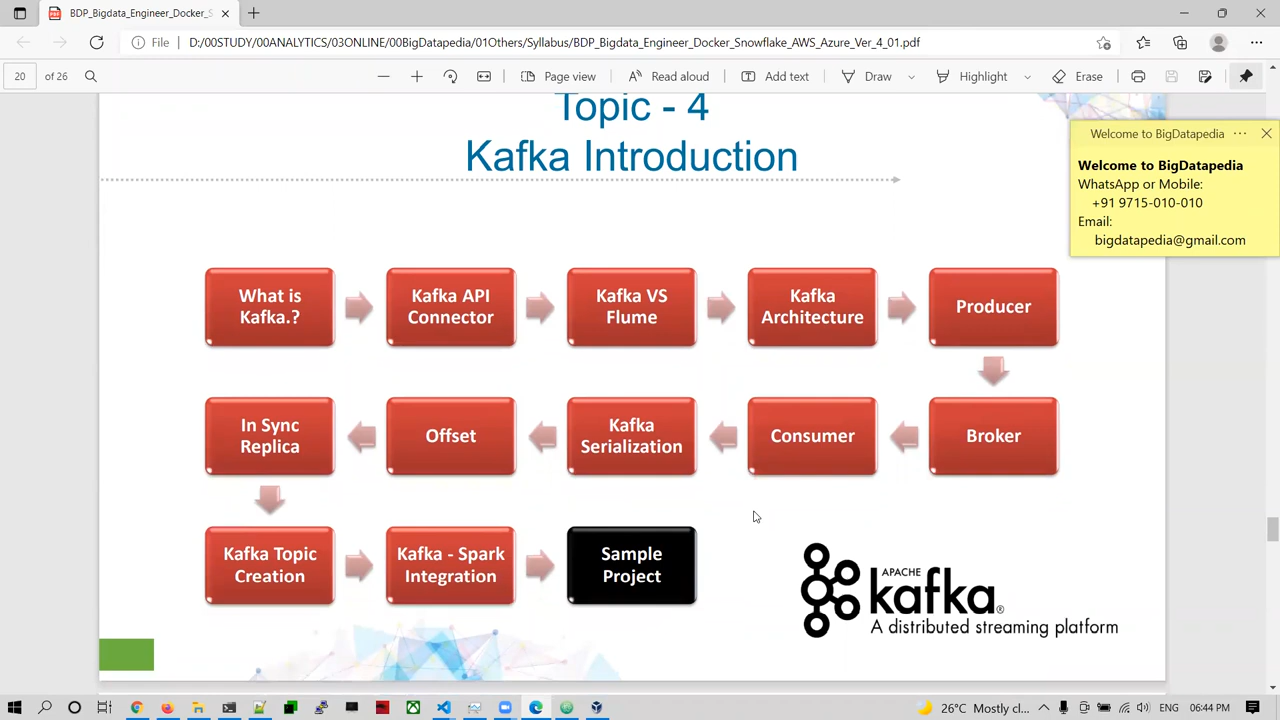 BDP_Bigdata_Engineer_Docker_S
File
D:/00STUDY/00ANALYTICS/03ONLINE/00BigDatapedia/01Others/Syllabus/BDP_Bigdata_Engineer_Docker_Snowflake_AWS_Azure_Ver_4_01.pdf
20 of 26
Page view
Read aloud
Add text
Draw
Highlight
Erase
Topic - 4
Kafka Introduction
Welcome to BigDatapedia
Welcome to BigDatapedia
WhatsApp or Mobile:
+91 9715-010-010
Email:
bigdatapedia@gmail.com
What is
Kafka.?
Kafka API
Connector
Kafka VS
Flume
Kafka
Architecture
Producer
In Sync
Replica
Offset
Kafka
Serialization
Consumer
Broker
Kafka Topic
Creation
Kafka - Spark
Integration
Sample
Project
APACHE
kafka®
A distributed streaming platform
26°C Mostly cl...
06:44 PM